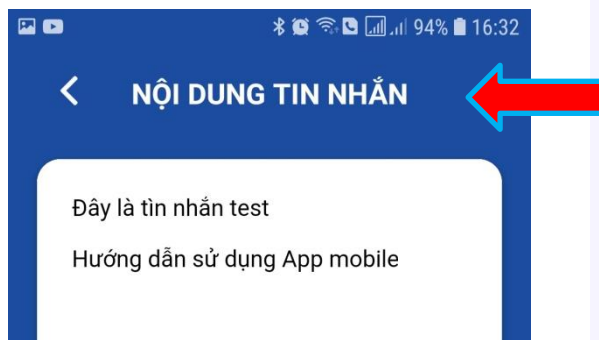 94% 16:32
NỘI DUNG TIN NHẮN
Đây là tìn nhắn test
Hướng dẫn sử dụng App mobile